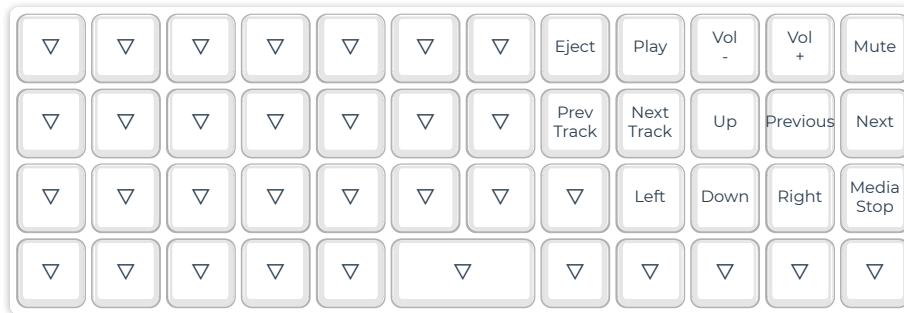 ▽ ▽ ▽ ▽ ▽ ▽ ▽ Eject Play Vol - Vol + Mute
▽ ▽ ▽ ▽ ▽ ▽ ▽ Prev Track Next Track Up Previous Next
▽ ▽ ▽ ▽ ▽ ▽ ▽ ▽ Left Down Right Media Stop
▽ ▽ ▽ ▽ ▽ ▽ ▽ ▽ ▽ ▽ ▽